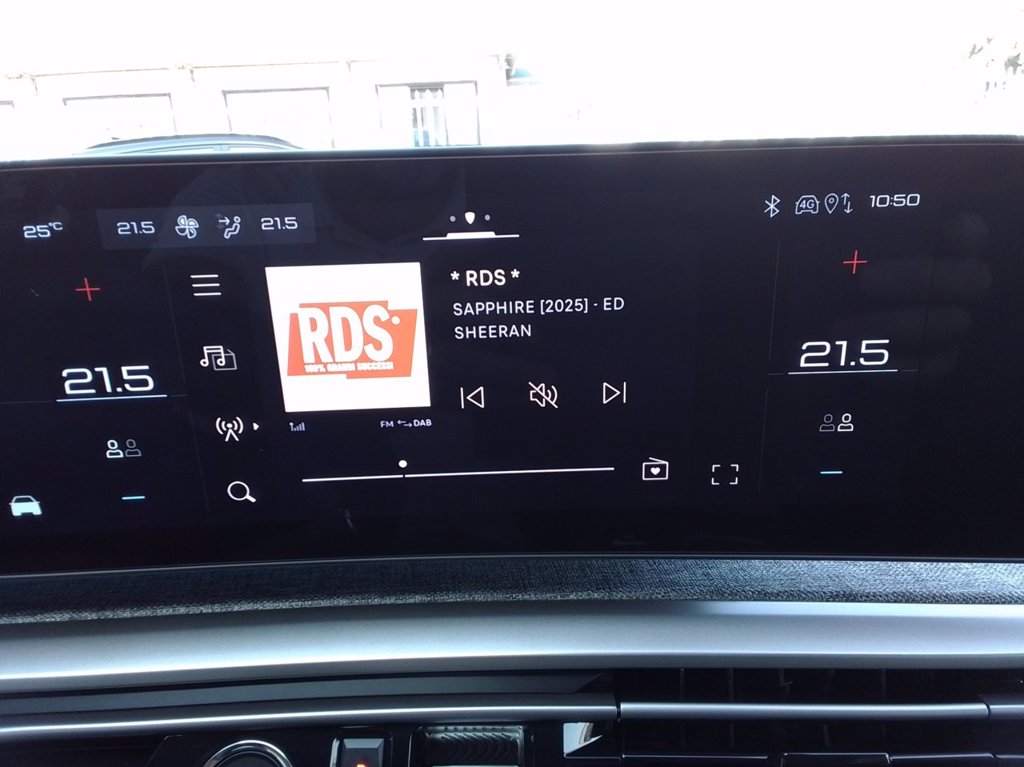 25°C
21.5
21.5
4G
10:50
* RDS *
SAPPHIRE [2025] - ED
SHEERAN
RDS
100% GRANDI SUCCESSI
21.5
21.5
FM
DAB